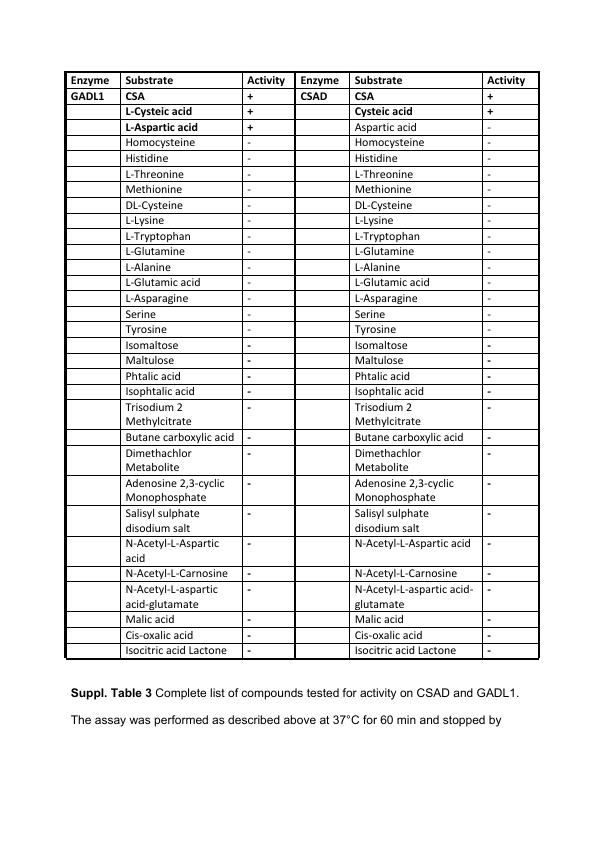 Enzyme Substrate Activity Enzyme Substrate Activity
GADL1 CSA + CSAD CSA +
L-Cysteic acid + Cysteic acid +
L-Aspartic acid + Aspartic acid -
Homocysteine - Homocysteine -
Histidine - Histidine -
L-Threonine - L-Threonine -
Methionine - Methionine -
DL-Cysteine - DL-Cysteine -
L-Lysine - L-Lysine -
L-Tryptophan - L-Tryptophan -
L-Glutamine - L-Glutamine -
L-Alanine - L-Alanine -
L-Glutamic acid - L-Glutamic acid -
L-Asparagine - L-Asparagine -
Serine - Serine -
Tyrosine - Tyrosine -
Isomaltose - Isomaltose -
Maltulose - Maltulose -
Phtalic acid - Phtalic acid -
Isophtalic acid - Isophtalic acid -
Trisodium 2 - Trisodium 2 -
Methylcitrate Methylcitrate
Butane carboxylic acid - Butane carboxylic acid -
Dimethachlor - Dimethachlor -
Metabolite Metabolite
Adenosine 2,3-cyclic - Adenosine 2,3-cyclic -
Monophosphate Monophosphate
Salisyl sulphate - Salisyl sulphate -
disodium salt disodium salt
N-Acetyl-L-Aspartic - N-Acetyl-L-Aspartic acid -
acid
N-Acetyl-L-Carnosine - N-Acetyl-L-Carnosine -
N-Acetyl-L-aspartic - N-Acetyl-L-aspartic acid- -
acid-glutamate glutamate
Malic acid - Malic acid -
Cis-oxalic acid - Cis-oxalic acid -
Isocitric acid Lactone - Isocitric acid Lactone -
Suppl. Table 3 Complete list of compounds tested for activity on CSAD and GADL1.
The assay was performed as described above at 37°C for 60 min and stopped by